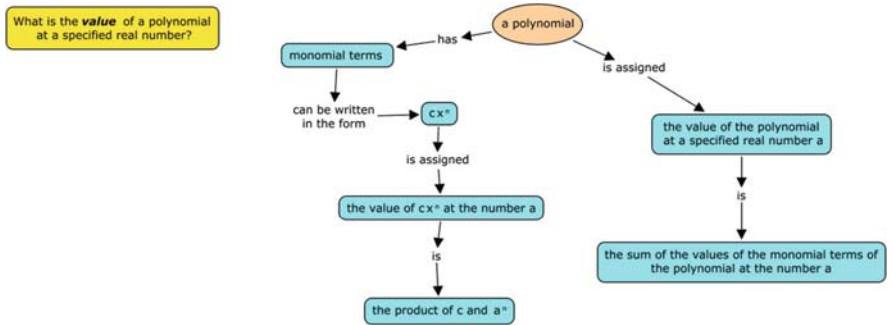 What is the value of a polynomial
at a specified real number?
a polynomial
has
monomial terms
is assigned
can be written
in the form
cxⁿ
the value of the polynomial
at a specified real number a
is assigned
is
the value of cxⁿ at the number a
is
the sum of the values of the monomial terms of
the polynomial at the number a
the product of c and aⁿ